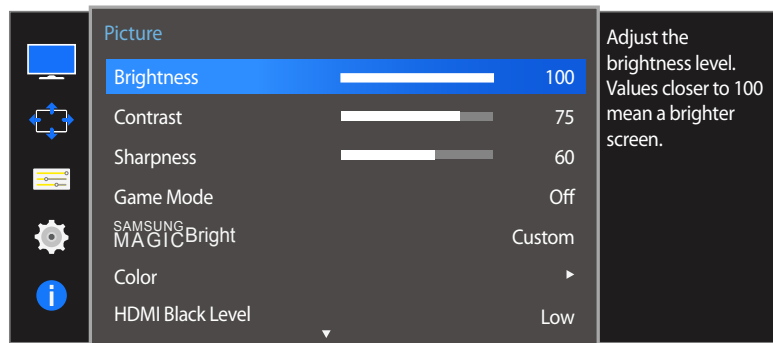 Picture
Brightness 100
Contrast 75
Sharpness 60
Game Mode Off
SAMSUNG
MAGICBright Custom
Color
HDMI Black Level Low
Adjust the
brightness level.
Values closer to 100
mean a brighter
screen.
i